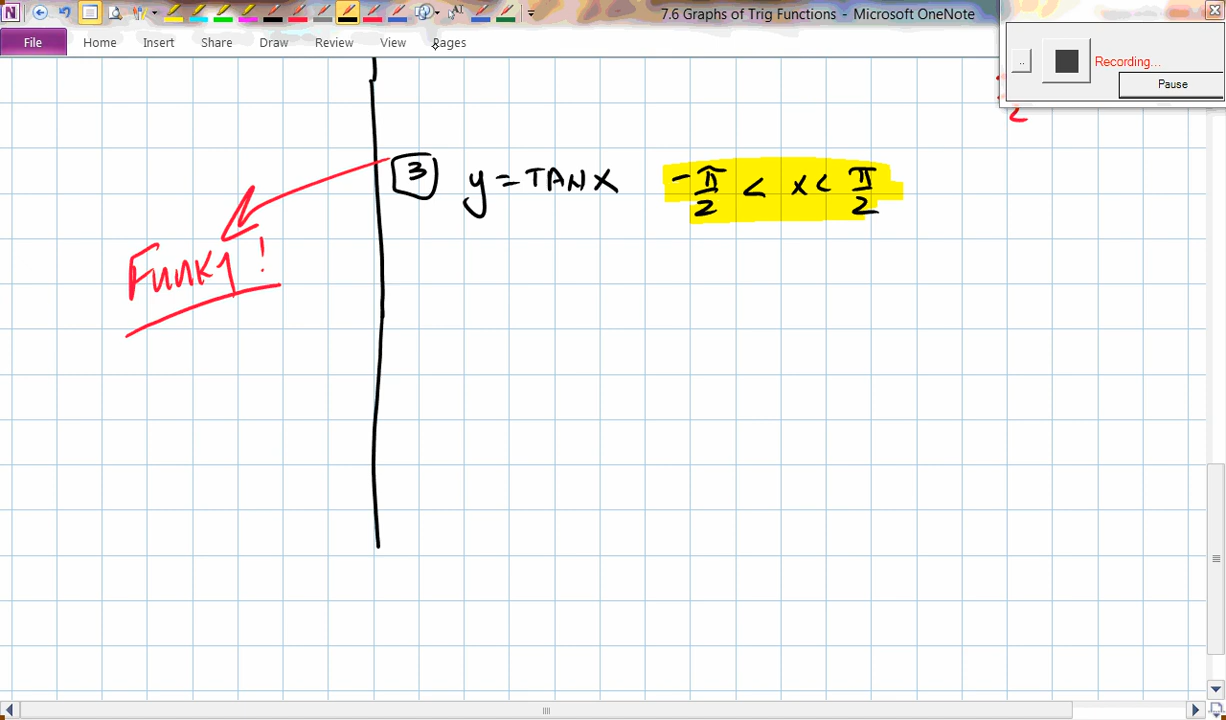 7.6 Graphs of Trig Functions - Microsoft OneNote
File Home Insert Share Draw Review View Pages
.. Recording...
Pause
2
3 y = TAN X -π/2 < x < π/2
Funky!